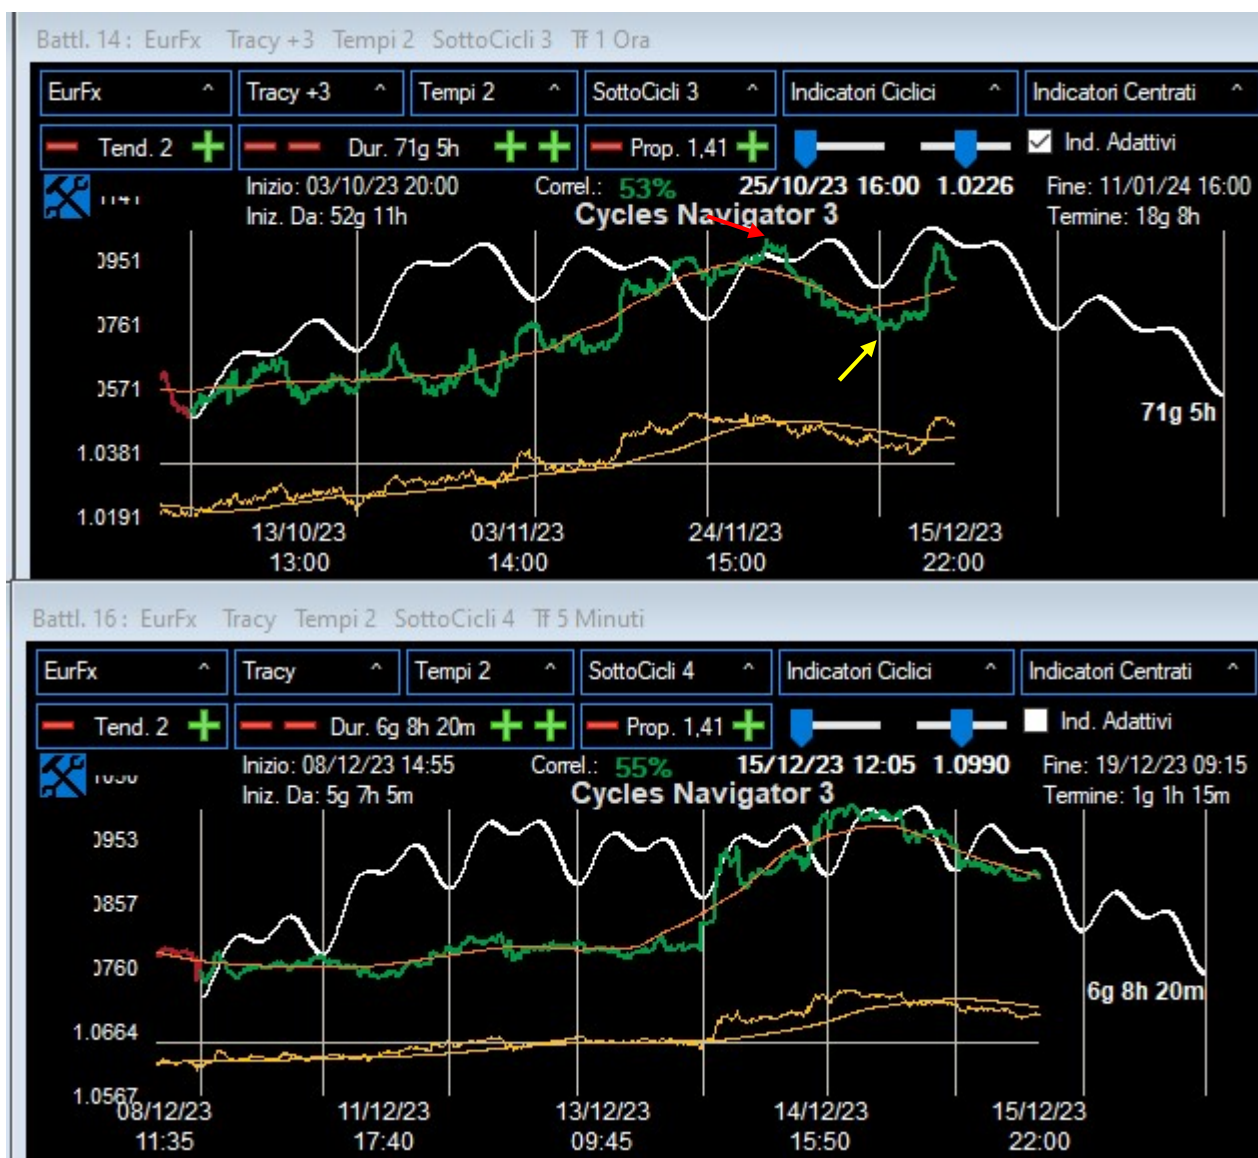 Battl. 14 : EurFx Tracy +3 Tempi 2 SottoCicli 3 Tf 1 Ora
EurFx ^ Tracy +3 ^ Tempi 2 ^ SottoCicli 3 ^ Indicatori Ciclici ^ Indicatori Centrati ^
Tend. 2 Dur. 71g 5h Prop. 1,41 Ind. Adattivi
Inizio: 03/10/23 20:00 Correl.: 53% 25/10/23 16:00 1.0226 Fine: 11/01/24 16:00
Iniz. Da: 52g 11h Cycles Navigator 3 Termine: 18g 8h
0951
0761
0571
71g 5h
1.0381
1.0191
13/10/23 03/11/23 24/11/23 15/12/23
13:00 14:00 15:00 22:00
Battl. 16 : EurFx Tracy Tempi 2 SottoCicli 4 Tf 5 Minuti
EurFx ^ Tracy ^ Tempi 2 ^ SottoCicli 4 ^ Indicatori Ciclici ^ Indicatori Centrati ^
Tend. 2 Dur. 6g 8h 20m Prop. 1,41 Ind. Adattivi
Inizio: 08/12/23 14:55 Correl.: 55% 15/12/23 12:05 1.0990 Fine: 19/12/23 09:15
Iniz. Da: 5g 7h 5m Cycles Navigator 3 Termine: 1g 1h 15m
0953
0857
0760
6g 8h 20m
1.0664
1.0567
08/12/23 11/12/23 13/12/23 14/12/23 15/12/23
11:35 17:40 09:45 15:50 22:00